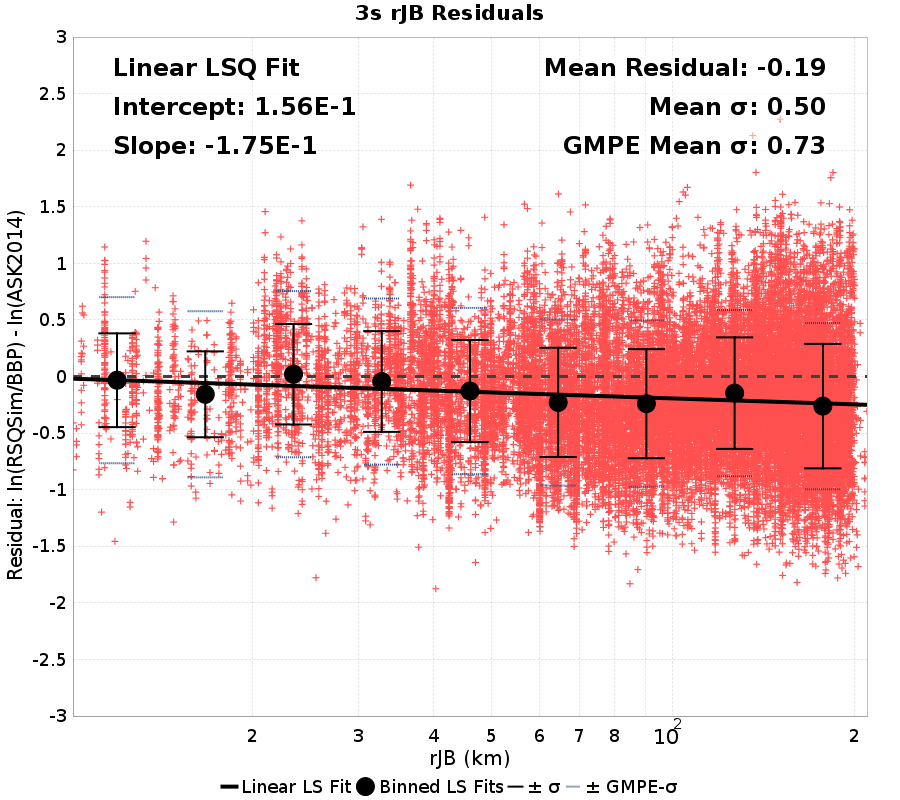 3s rJB Residuals
Linear LSQ Fit
Intercept: 1.56E-1
Slope: -1.75E-1
Mean Residual: -0.19
Mean σ: 0.50
GMPE Mean σ: 0.73
Residual: ln(RSQSim/BBP) - ln(ASK2014)
3
2.5
2
1.5
1
0.5
0
-0.5
-1
-1.5
-2
-2.5
-3
2 3 4 5 6 7 8 10² 2
rJB (km)
Linear LS Fit Binned LS Fits ± σ ± GMPE-σ